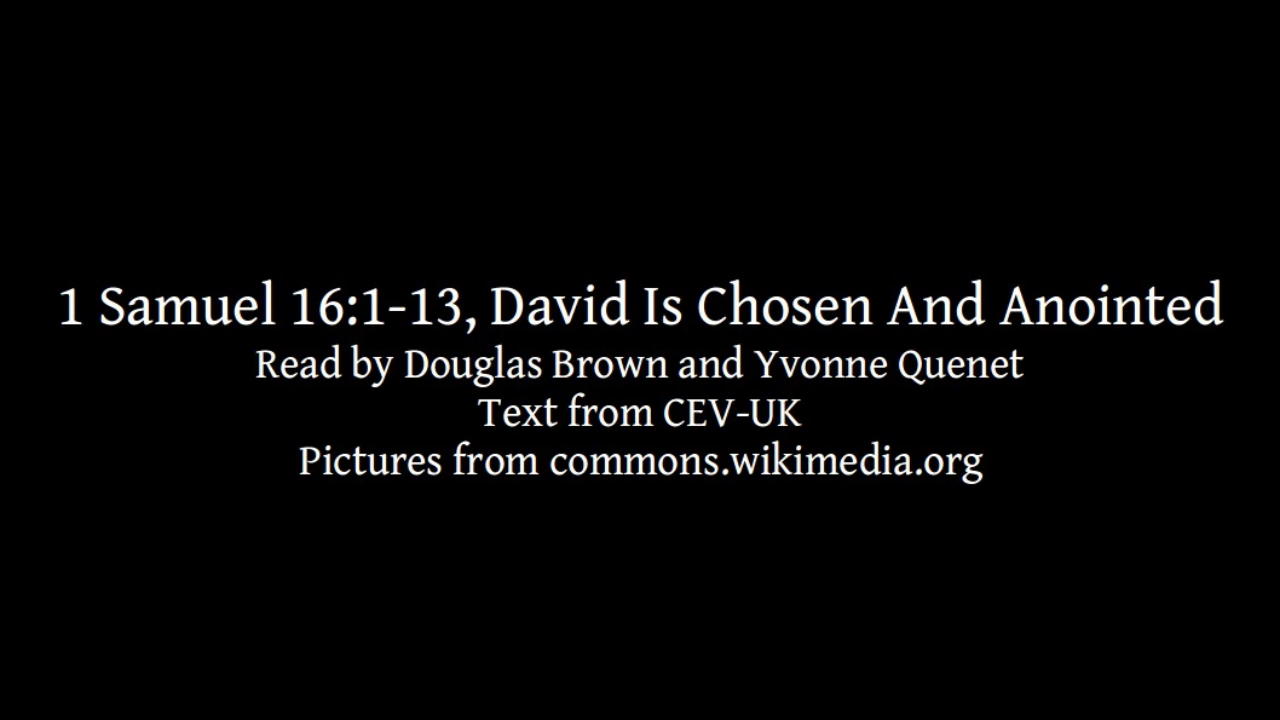 1 Samuel 16:1-13, David Is Chosen And Anointed
Read by Douglas Brown and Yvonne Quenet
Text from CEV-UK
Pictures from commons.wikimedia.org